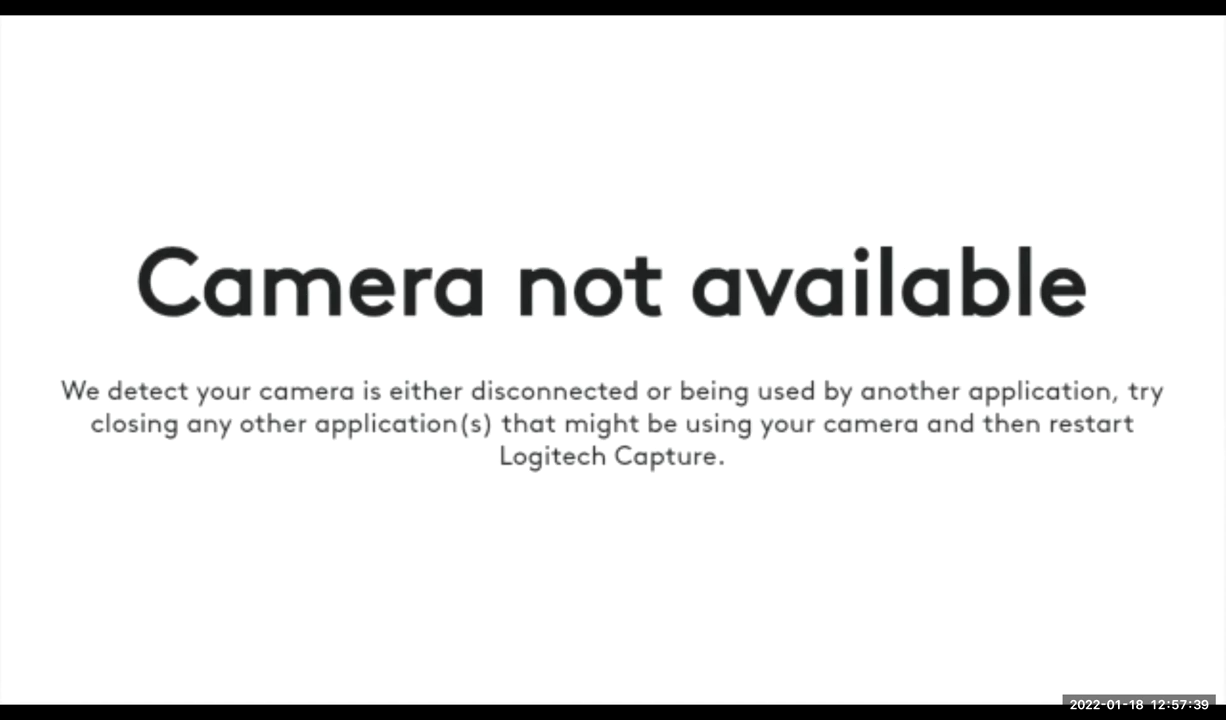 Camera not available
We detect your camera is either disconnected or being used by another application, try
closing any other application(s) that might be using your camera and then restart
Logitech Capture.
2022-01-18 12:57:39